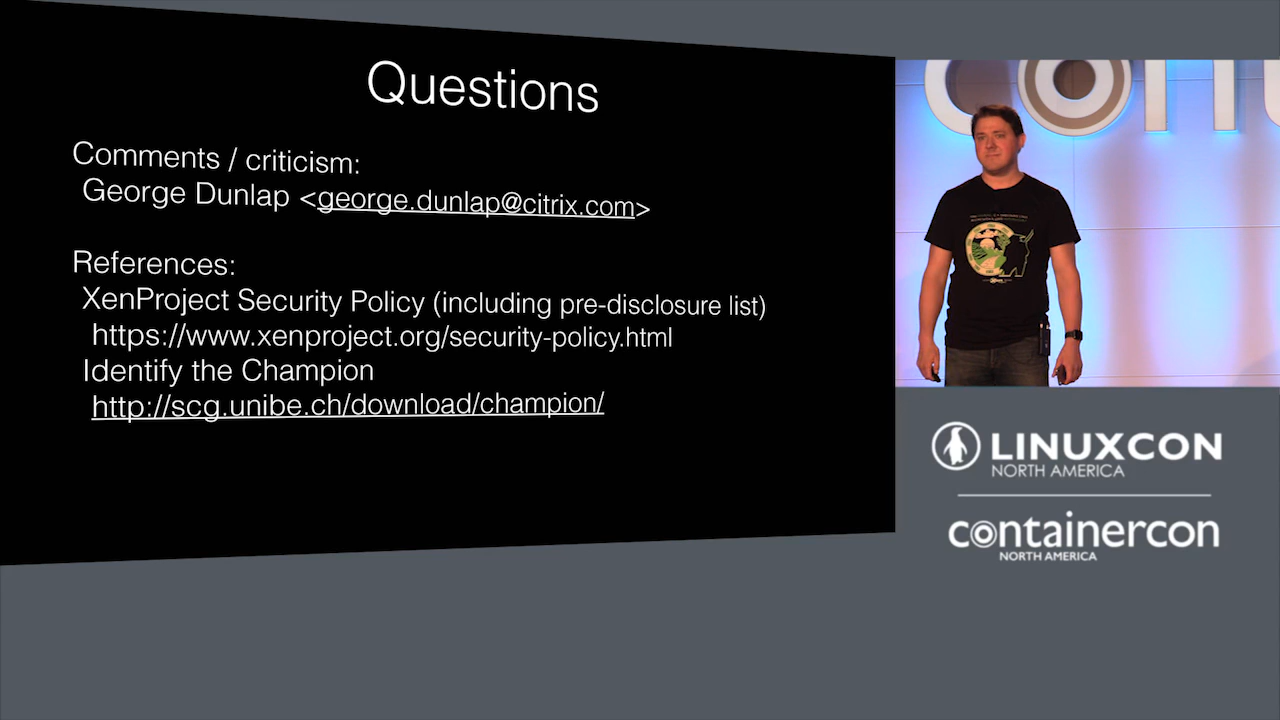 Questions
Comments / criticism:
George Dunlap <george.dunlap@citrix.com>
References:
XenProject Security Policy (including pre-disclosure list)
https://www.xenproject.org/security-policy.html
Identify the Champion
http://scg.unibe.ch/download/champion/
LINUXCON
NORTH AMERICA
containercon
NORTH AMERICA